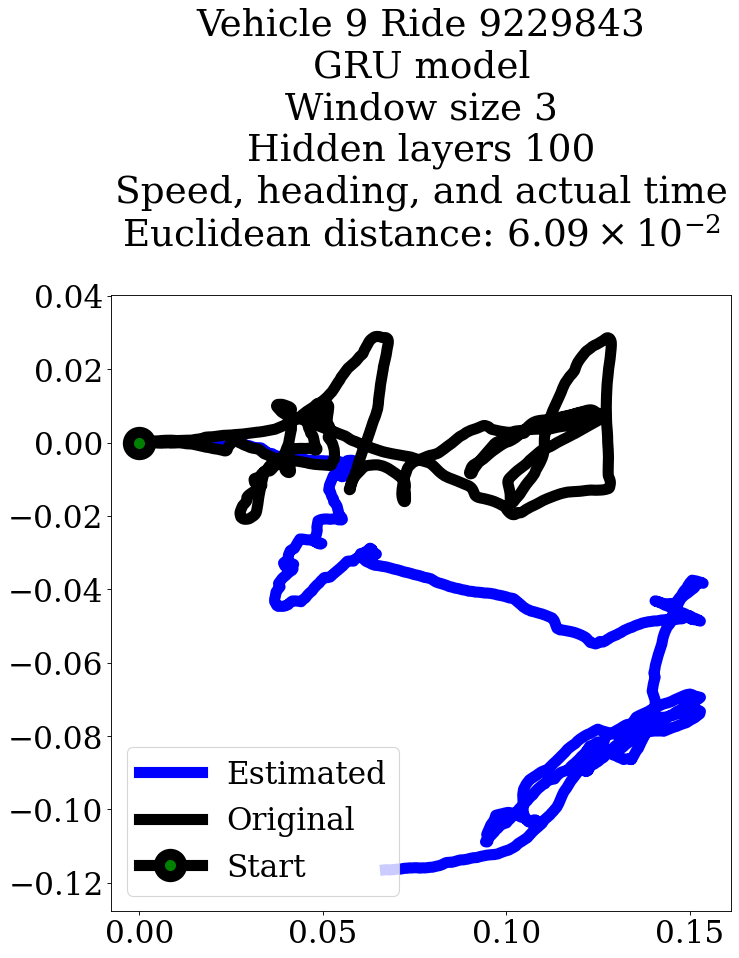 Vehicle 9 Ride 9229843
GRU model
Window size 3
Hidden layers 100
Speed, heading, and actual time
Euclidean distance: 6.09 × 10⁻²
0.04
0.02
0.00
−0.02
−0.04
−0.06
−0.08
−0.10
−0.12
Estimated
Original
Start
0.00 0.05 0.10 0.15